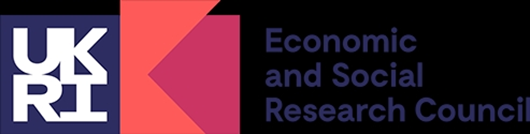 UK
RI
Economic
and Social
Research Council